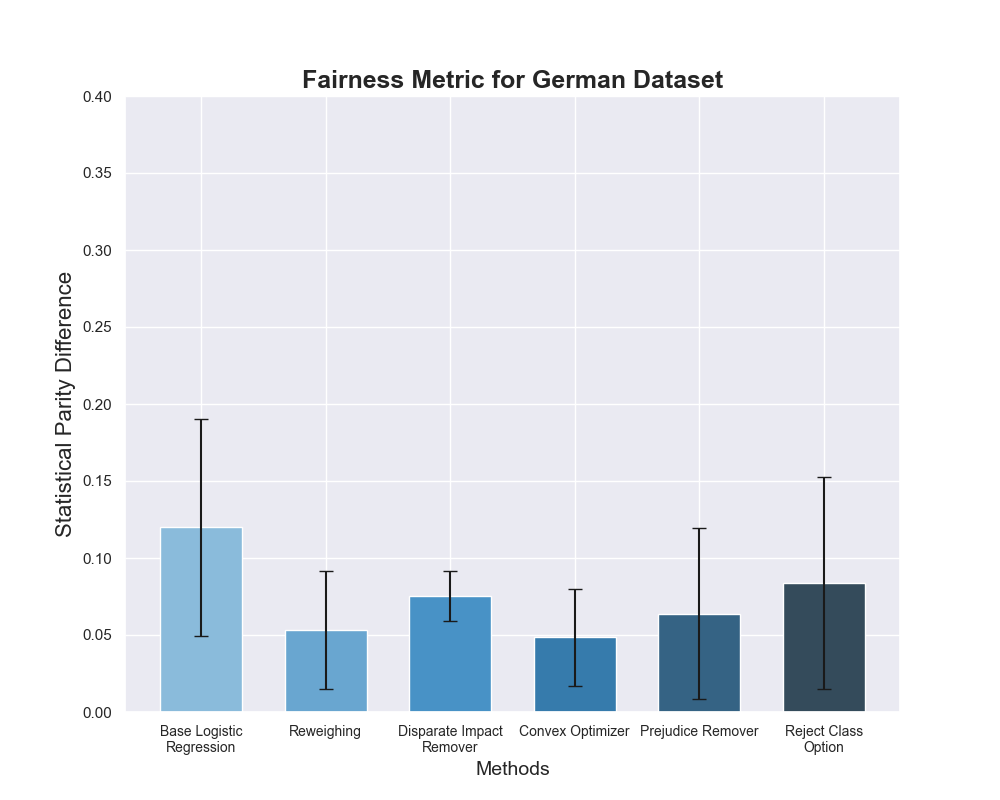 Fairness Metric for German Dataset
0.40
0.35
0.30
0.25
0.20
0.15
0.10
0.05
0.00
Statistical Parity Difference
Base Logistic
Regression
Reweighing
Disparate Impact
Remover
Convex Optimizer
Prejudice Remover
Reject Class
Option
Methods